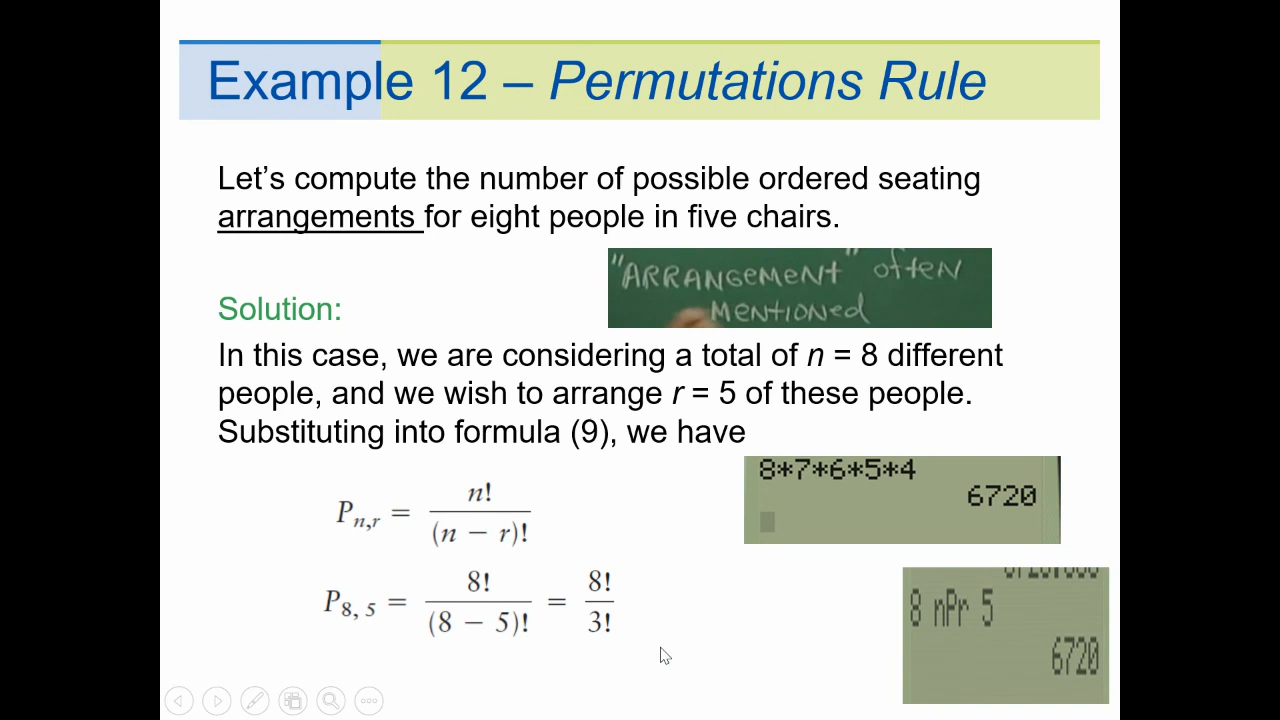 Example 12 – Permutations Rule
Let’s compute the number of possible ordered seating
arrangements for eight people in five chairs.
"ARRANGEMENT" often
MENTIONED
Solution:
In this case, we are considering a total of n = 8 different
people, and we wish to arrange r = 5 of these people.
Substituting into formula (9), we have
8*7*6*5*4
6720
Pn,r = n! / (n − r)!
P8, 5 = 8! / (8 − 5)! = 8! / 3!
8 nPr 5
6720